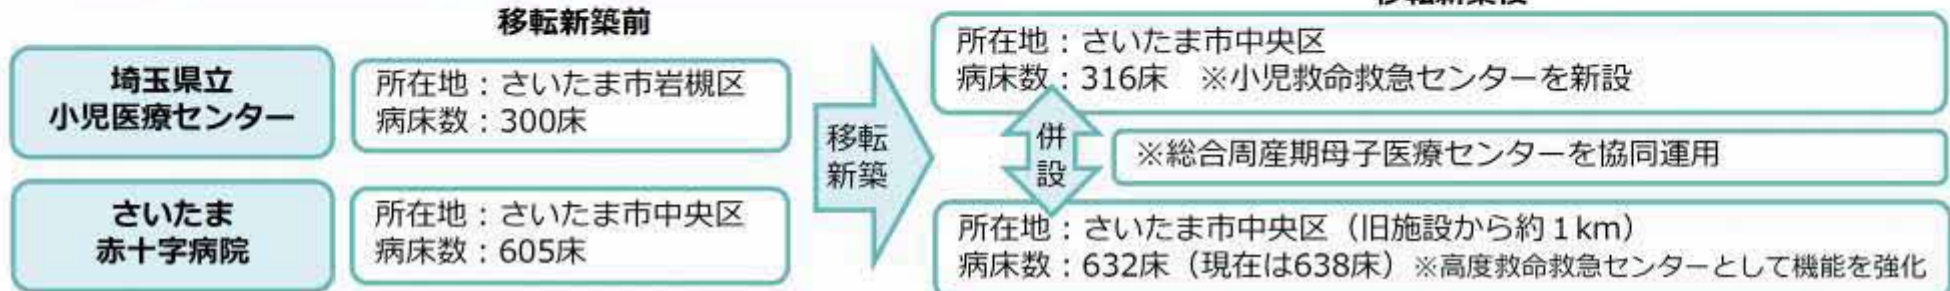 移転新築前
埼玉県立
小児医療センター
所在地：さいたま市岩槻区
病床数：300床
さいたま
赤十字病院
所在地：さいたま市中央区
病床数：605床
移転
新築
所在地：さいたま市中央区
病床数：316床　※小児救命救急センターを新設
併
設
※総合周産期母子医療センターを協同運用
所在地：さいたま市中央区（旧施設から約１km）
病床数：632床（現在は638床）※高度救命救急センターとして機能を強化